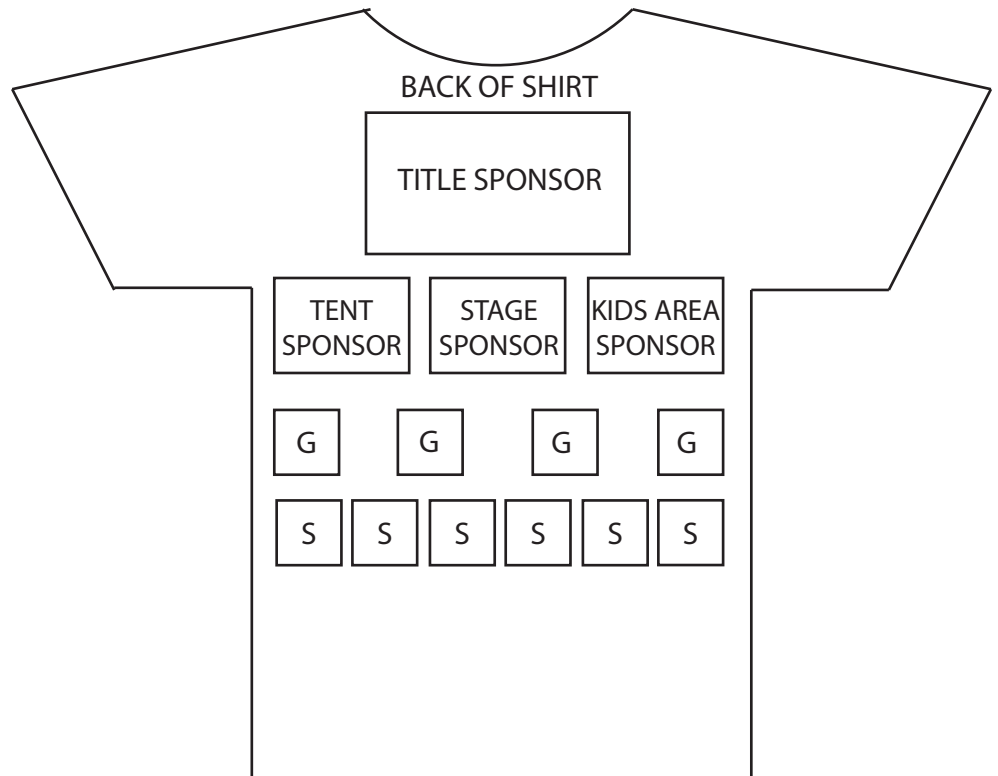 BACK OF SHIRT
TITLE SPONSOR
TENT
SPONSOR
STAGE
SPONSOR
KIDS AREA
SPONSOR
G
G
G
G
S
S
S
S
S
S